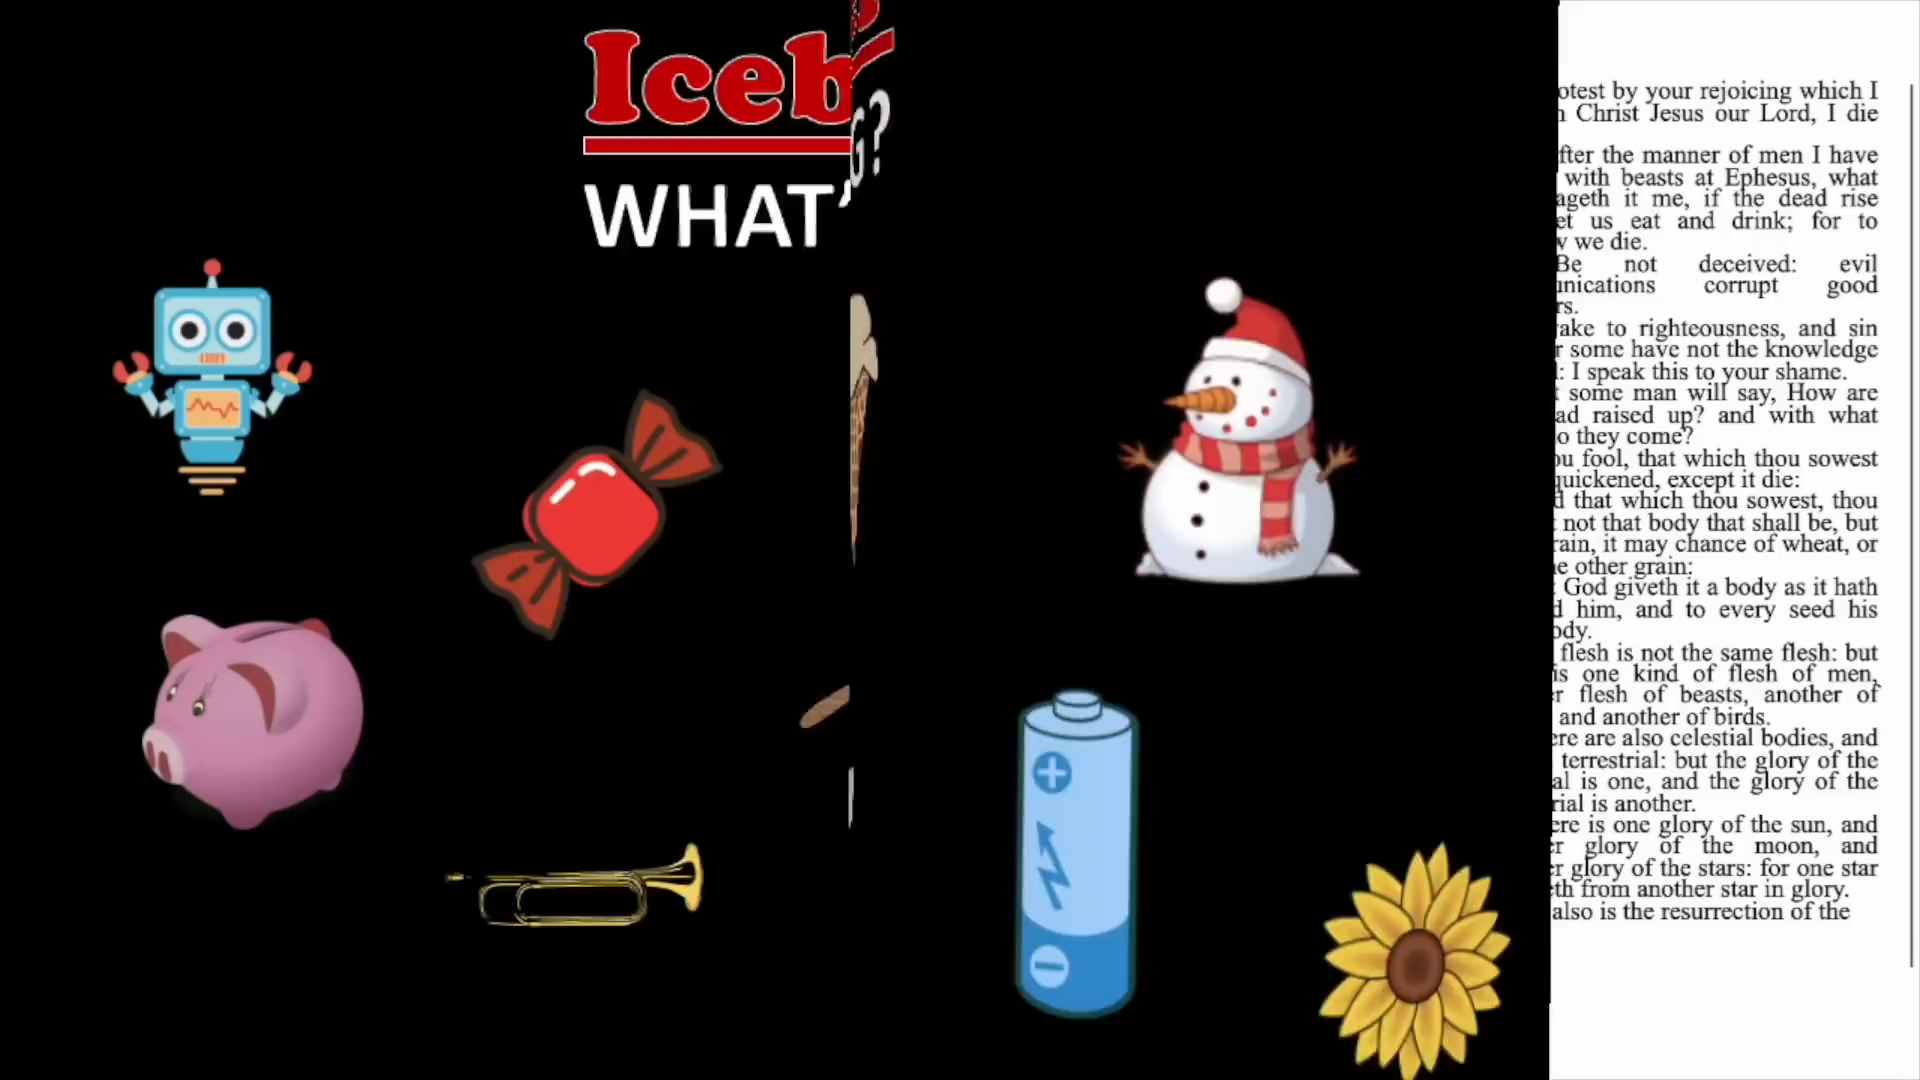 Iceb
WHAT'
G?
otest by your rejoicing which I
Christ Jesus our Lord, I die
fter the manner of men I have
with beasts at Ephesus, what
ageth it me, if the dead rise
et us eat and drink; for to
w we die.
Be not deceived: evil
unications corrupt good
rs.
ake to righteousness, and sin
r some have not the knowledge
: I speak this to your shame.
t some man will say, How are
ad raised up? and with what
o they come?
ou fool, that which thou sowest
quickened, except it die:
d that which thou sowest, thou
t not that body that shall be, but
rain, it may chance of wheat, or
e other grain:
God giveth it a body as it hath
d him, and to every seed his
ody.
flesh is not the same flesh: but
is one kind of flesh of men,
er flesh of beasts, another of
and another of birds.
ere are also celestial bodies, and
terrestrial: but the glory of the
al is one, and the glory of the
rial is another.
ere is one glory of the sun, and
er glory of the moon, and
er glory of the stars: for one star
eth from another star in glory.
also is the resurrection of the